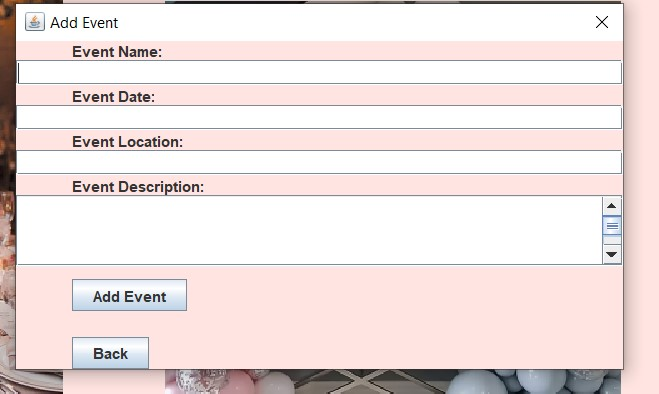 Add Event
Event Name:
Event Date:
Event Location:
Event Description:
Add Event
Back